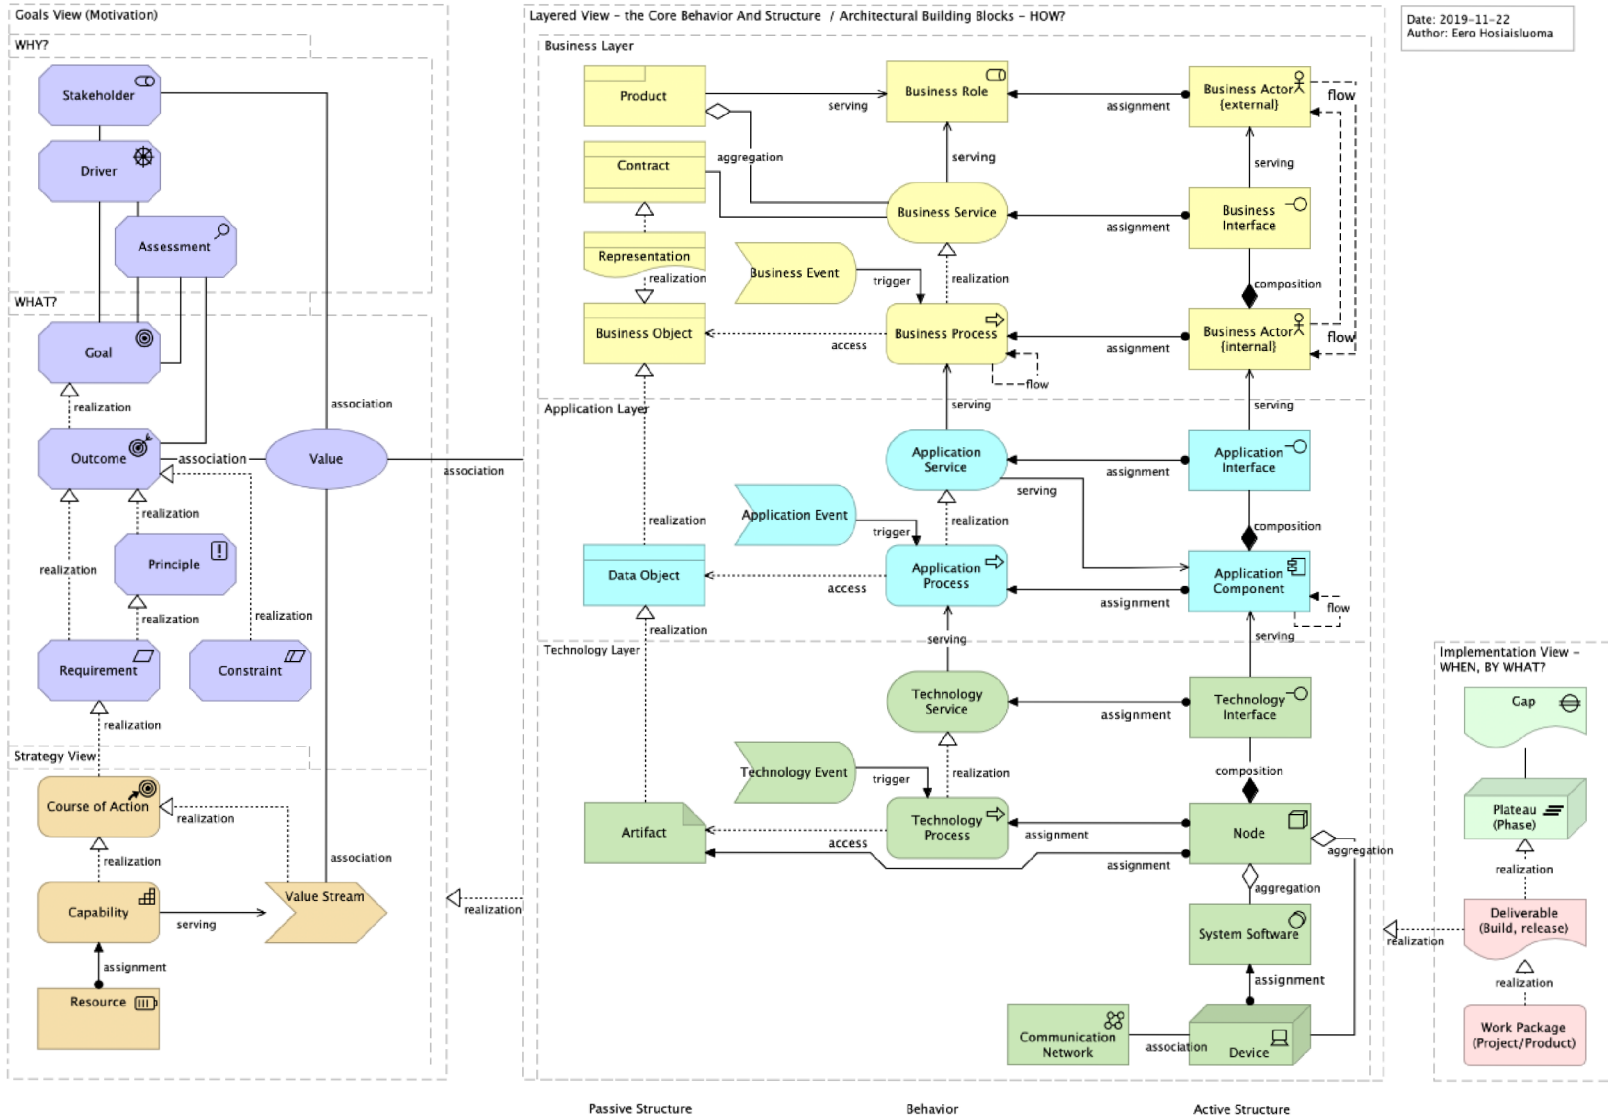 Goals View (Motivation)
WHY?
Stakeholder
Driver
Assessment
WHAT?
Goal
realization
association
Outcome
association
Value
association
realization
realization
Principle
realization
realization
Requirement
Constraint
realization
Strategy View
Course of Action
realization
realization
association
Capability
serving
Value Stream
assignment
Resource
realization
Layered View - the Core Behavior And Structure / Architectural Building Blocks - HOW?
Business Layer
Product
serving
Business Role
assignment
Business Actor
{external}
flow
aggregation
Contract
serving
serving
Business Service
assignment
Business
Interface
Representation
realization
Business Event
trigger
realization
composition
Business Object
access
Business Process
assignment
Business Actor
{internal}
flow
flow
Application Layer
serving
serving
Application
Service
assignment
Application
Interface
serving
realization
Application Event
trigger
realization
composition
Data Object
access
Application
Process
assignment
Application
Component
flow
realization
serving
serving
Technology Layer
Technology
Service
assignment
Technology
Interface
Technology Event
trigger
realization
composition
Artifact
access
Technology
Process
assignment
Node
assignment
aggregation
aggregation
System Software
assignment
Communication
Network
association
Device
Passive Structure
Behavior
Active Structure
Date: 2019-11-22
Author: Eero Hosiaisluoma
Implementation View -
WHEN, BY WHAT?
Gap
Plateau
(Phase)
realization
Deliverable
(Build, release)
realization
realization
Work Package
(Project/Product)